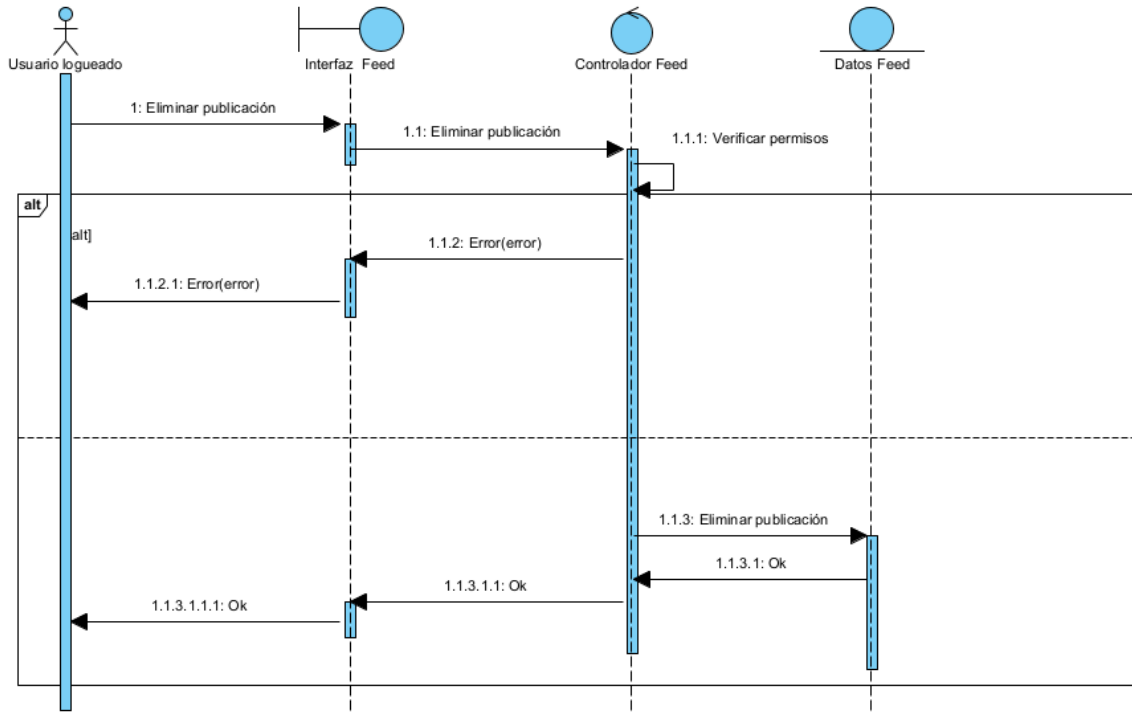 Usuario logueado
Interfaz Feed
Controlador Feed
Datos Feed
1: Eliminar publicación
1.1: Eliminar publicación
1.1.1: Verificar permisos
alt
alt]
1.1.2: Error(error)
1.1.2.1: Error(error)
1.1.3: Eliminar publicación
1.1.3.1: Ok
1.1.3.1.1: Ok
1.1.3.1.1.1: Ok